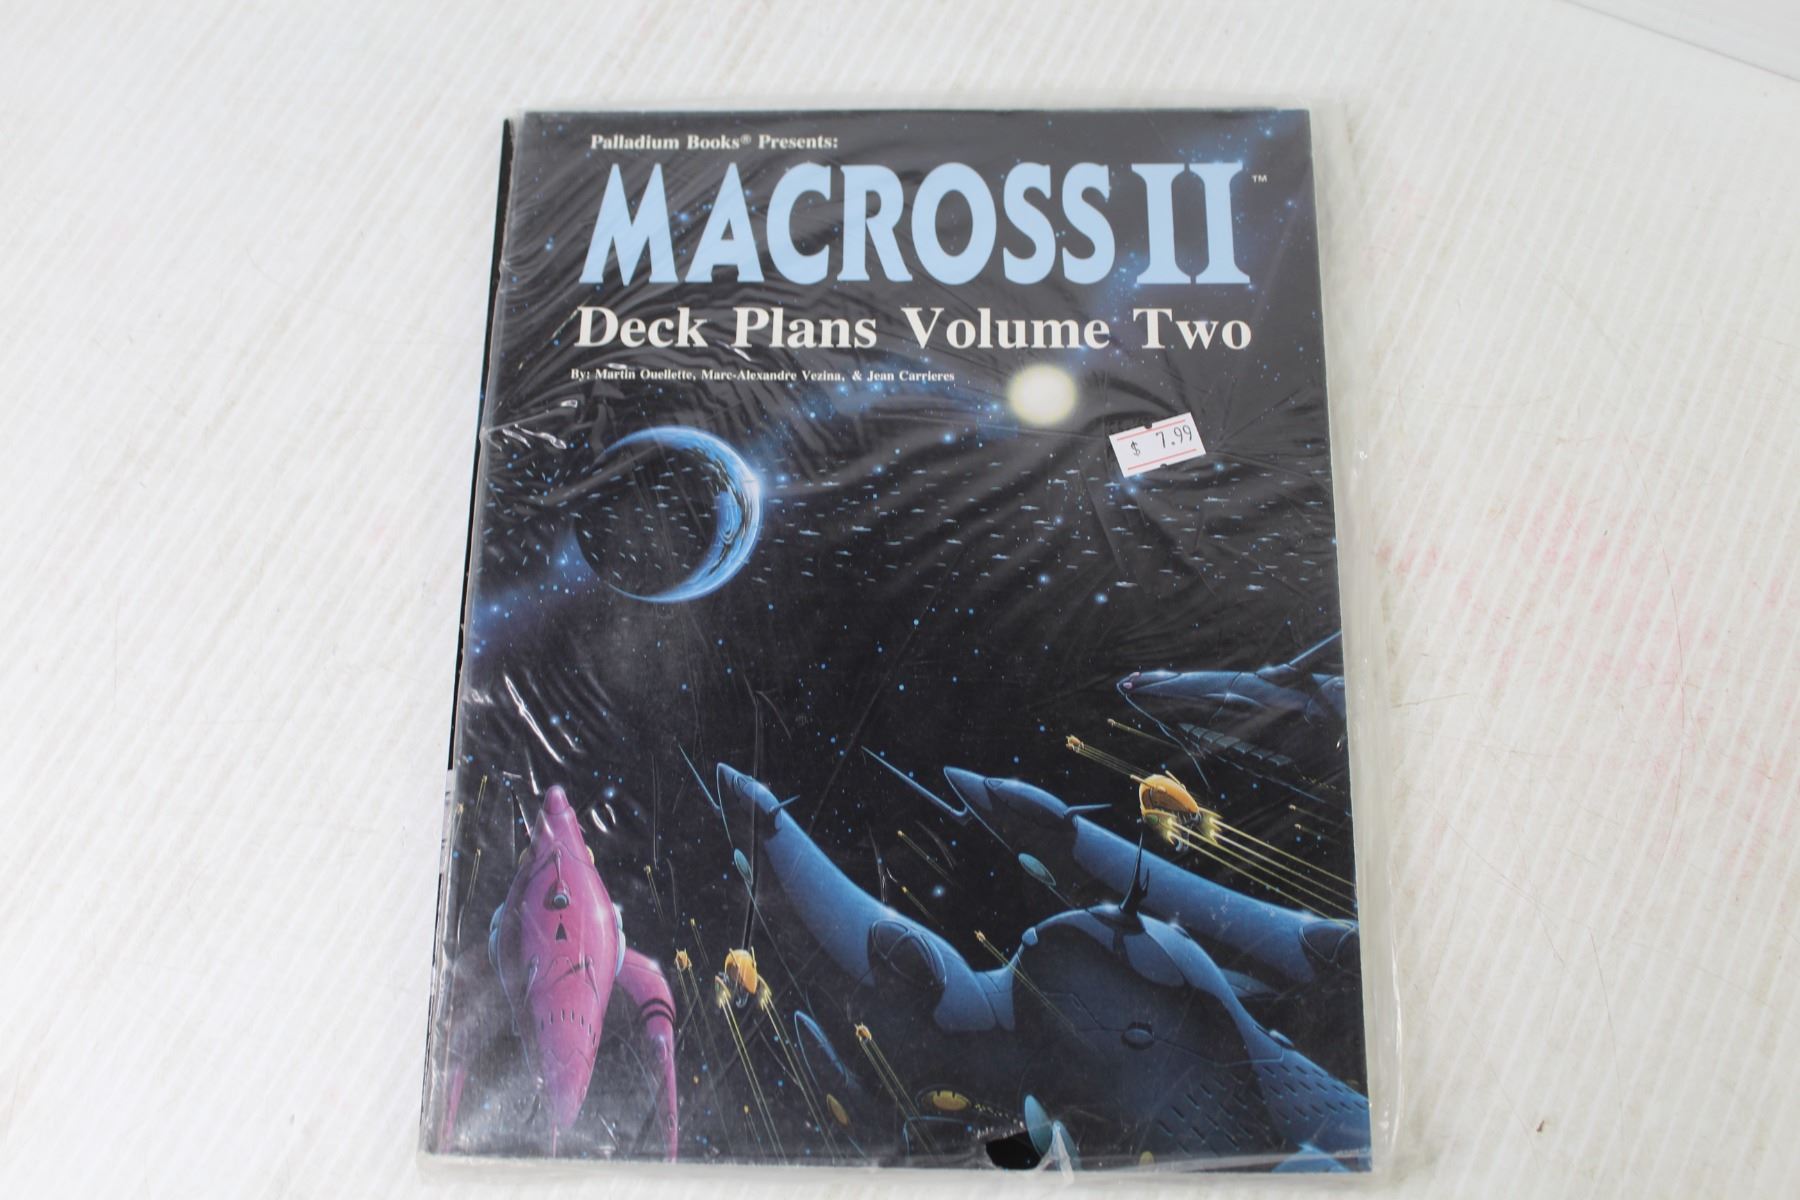 Palladium Books® Presents:
MACROSS II™
Deck Plans Volume Two
By: Martin Ouellette, Marc-Alexandre Vezina, & Jean Carrieres
$ 7.99